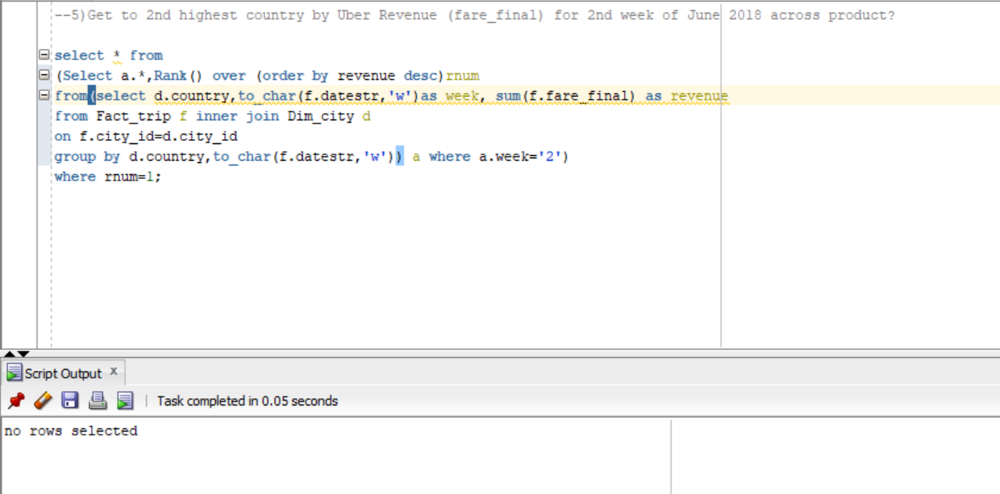 --5)Get to 2nd highest country by Uber Revenue (fare_final) for 2nd week of June 2018 across product?
select * from
(Select a.*,Rank() over (order by revenue desc)rnum
from(select d.country,to_char(f.datestr,'w')as week, sum(f.fare_final) as revenue
from Fact_trip f inner join Dim_city d
on f.city_id=d.city_id
group by d.country,to_char(f.datestr,'w')) a where a.week='2')
where rnum=1;
Script Output x
Task completed in 0.05 seconds
no rows selected